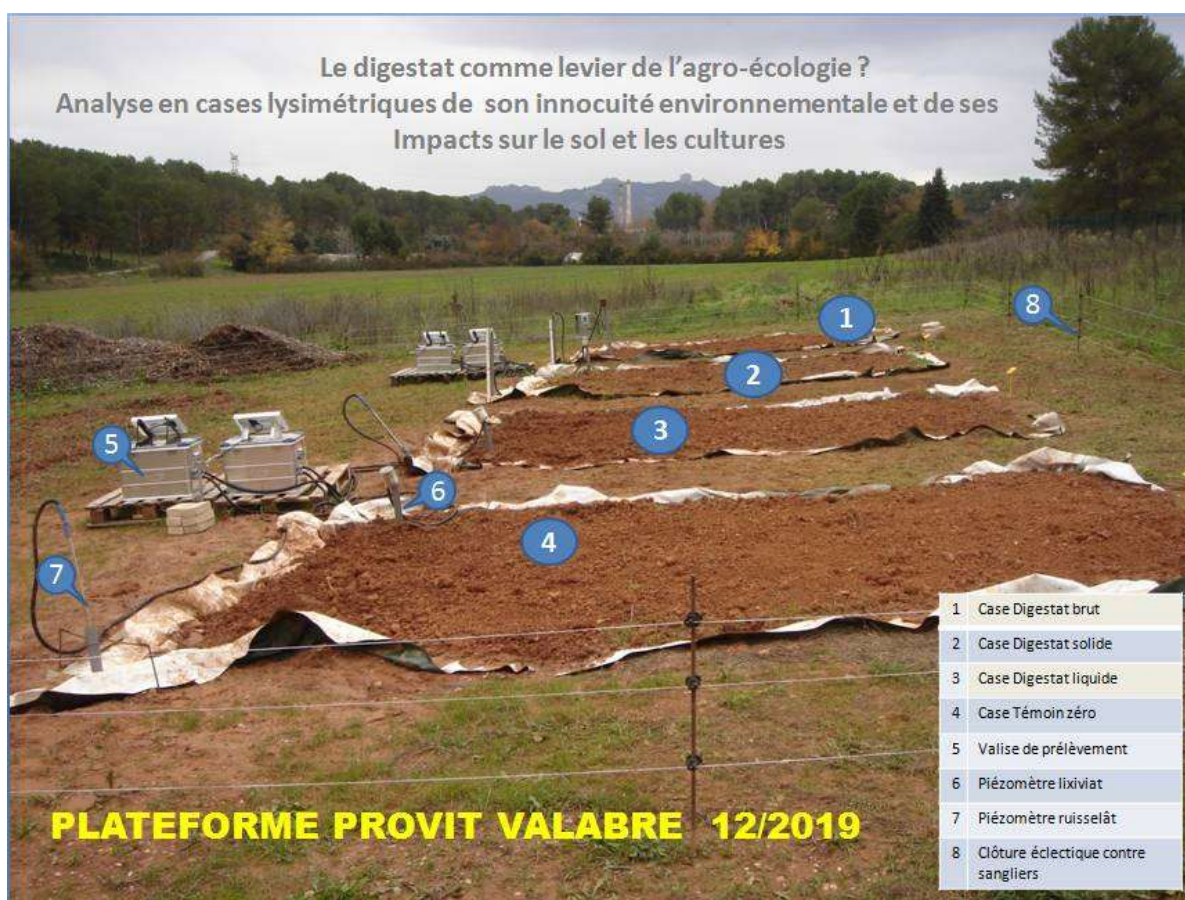 Le digestat comme levier de l'agro-écologie ?
Analyse en cases lysimétriques de son innocuité environnementale et de ses
Impacts sur le sol et les cultures
1
8
2
3
5
6
4
7
1 Case Digestat brut
2 Case Digestat solide
3 Case Digestat liquide
4 Case Témoin zéro
5 Valise de prélèvement
6 Piézomètre lixiviat
7 Piézomètre ruisselât
8 Clôture éclectique contre
sangliers
PLATEFORME PROVIT VALABRE 12/2019